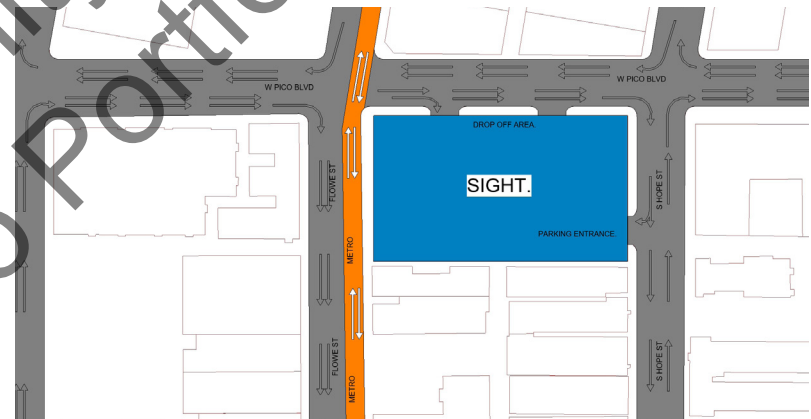 W PICO BLVD
W PICO BLVD
DROP OFF AREA.
FLOWE ST
SIGHT.
S HOPE ST
PARKING ENTRANCE.
METRO
FLOWE ST
S HOPE ST
METRO
Portfo